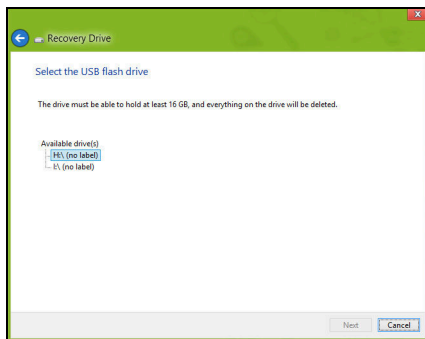 Recovery Drive
Select the USB flash drive
The drive must be able to hold at least 16 GB, and everything on the drive will be deleted.
Available drive(s)
H:\ (no label)
I:\ (no label)
Next Cancel